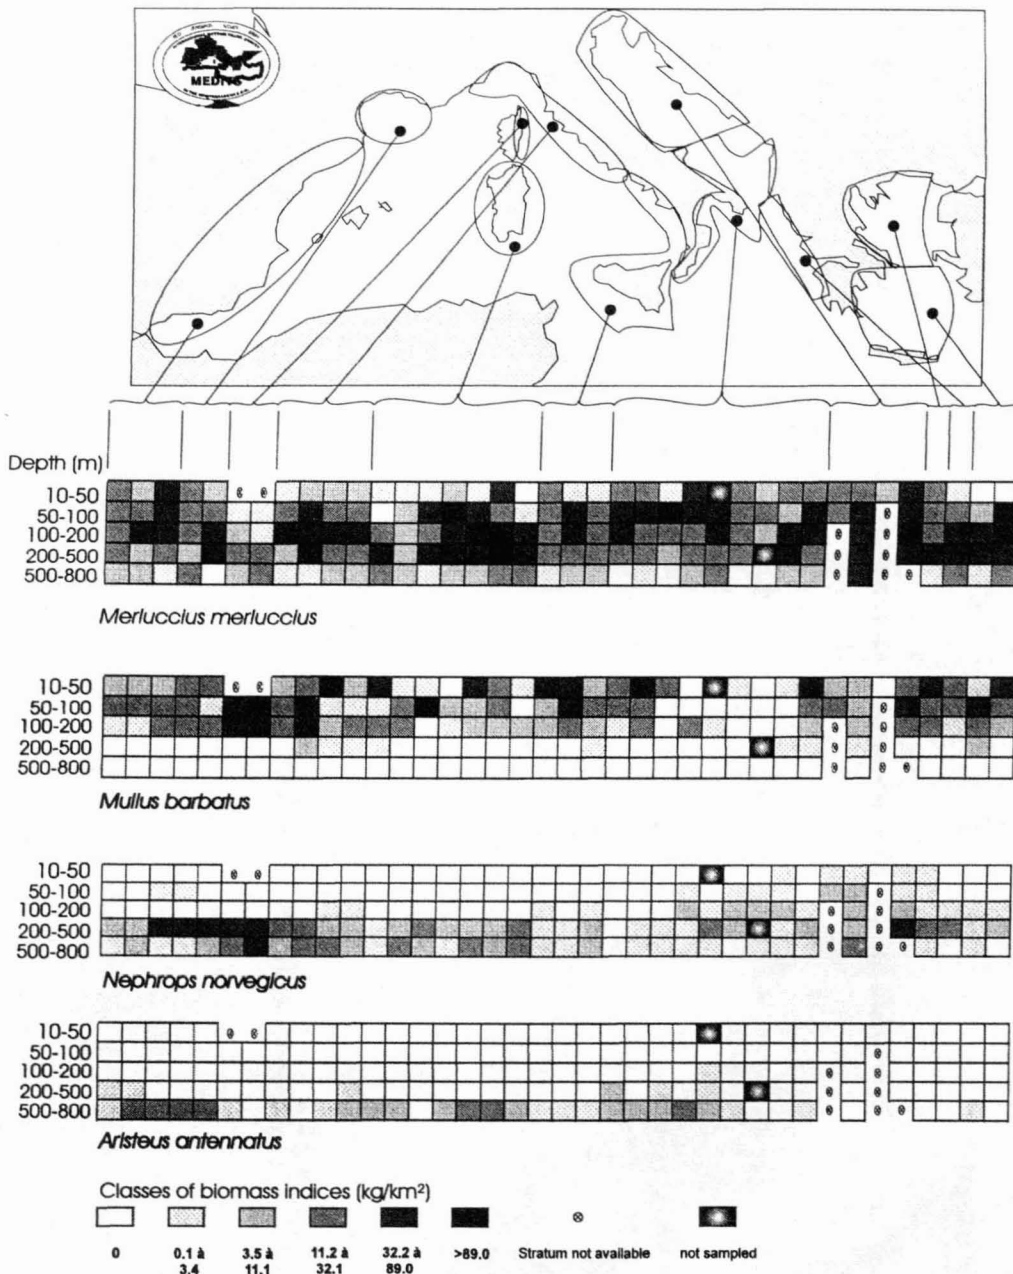 MEDITS
Depth (m)
10-50
50-100
100-200
200-500
500-800
Merluccius merluccius
10-50
50-100
100-200
200-500
500-800
Mullus barbatus
10-50
50-100
100-200
200-500
500-800
Nephrops norvegicus
10-50
50-100
100-200
200-500
500-800
Aristeus antennatus
Classes of biomass indices (kg/km²)
0 0.1 à 3.5 à 11.2 à 32.2 à >89.0 Stratum not available not sampled
3.4 11.1 32.1 89.0